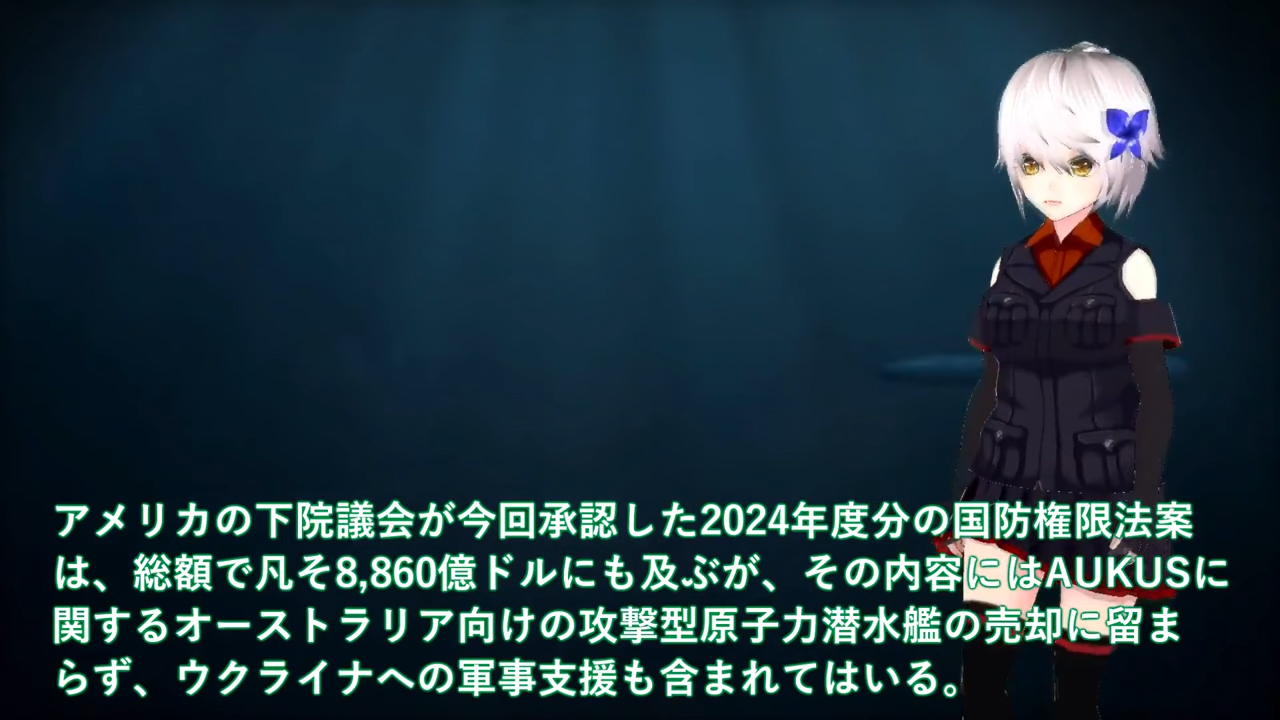 アメリカの下院議会が今回承認した2024年度分の国防権限法案
は、総額で凡そ8,860億ドルにも及ぶが、その内容にはAUKUSに
関するオーストラリア向けの攻撃型原子力潜水艦の売却に留ま
らず、ウクライナへの軍事支援も含まれてはいる。